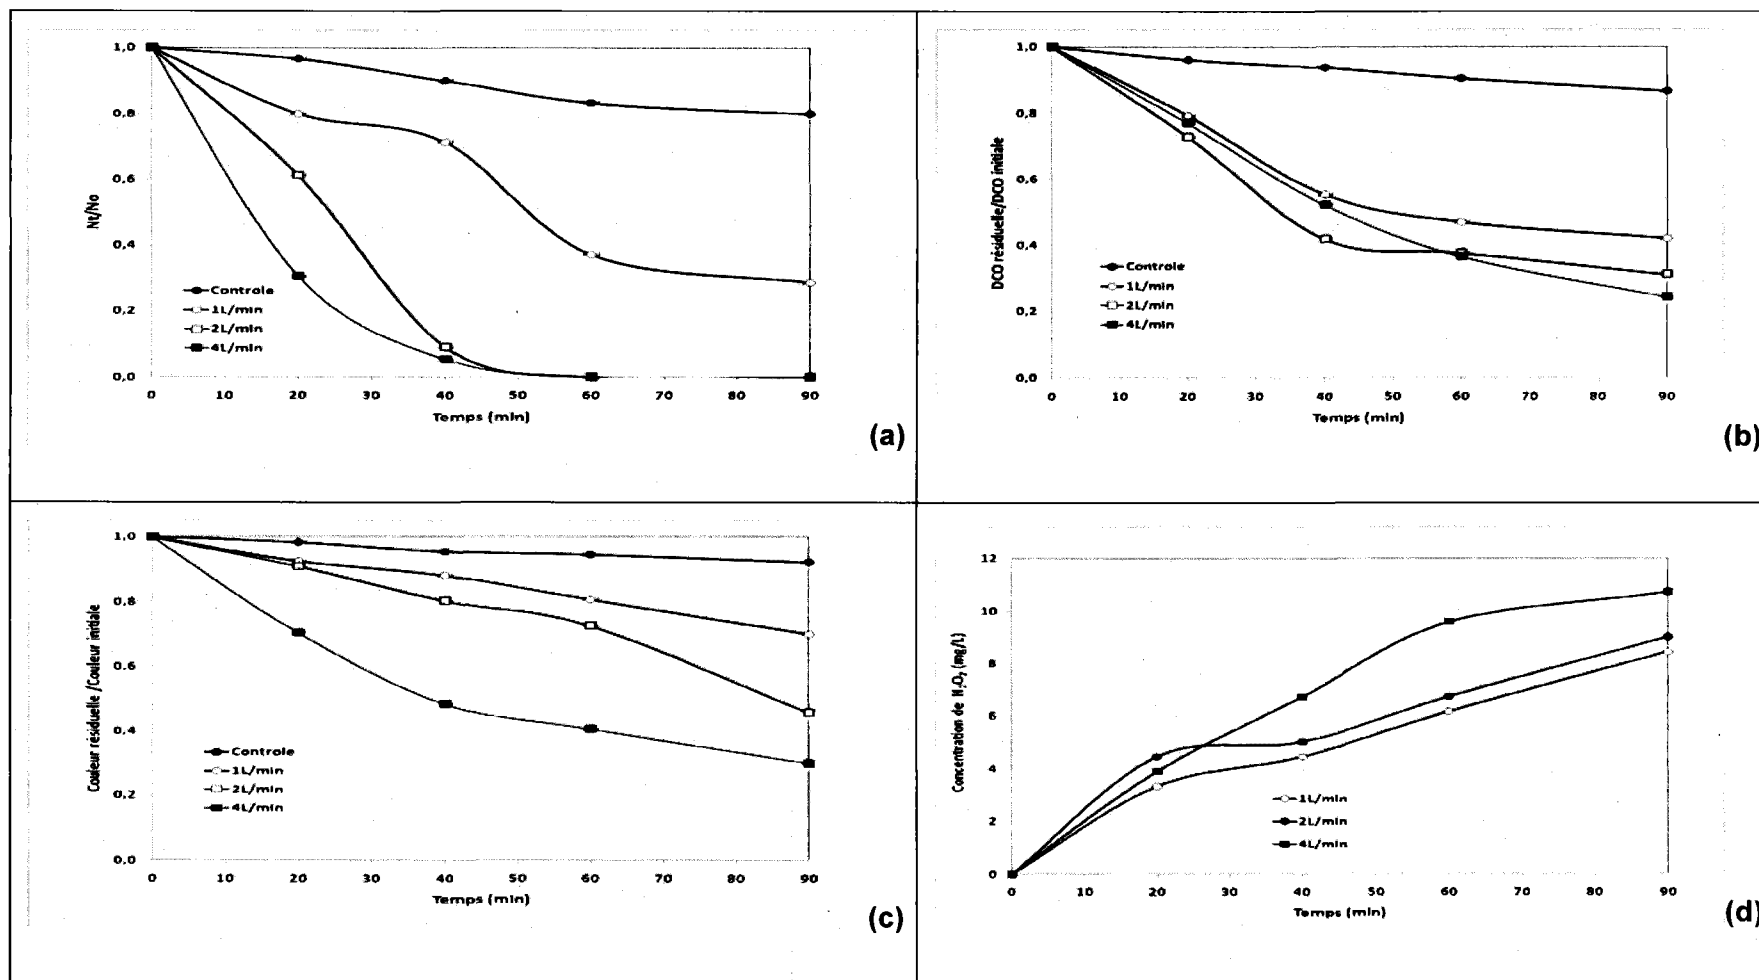 1,0
0,8
0,6
0,4
0,2
0,0
Nt/No
Controle
1L/min
2L/min
4L/min
0 10 20 30 40 50 60 70 80 90
Temps (min)
(a)
1,0
0,8
0,6
0,4
0,2
0,0
DCO résiduelle/DCO initiale
Controle
1L/min
2L/min
4L/min
0 10 20 30 40 50 60 70 80 90
Temps (min)
(b)
1,0
0,8
0,6
0,4
0,2
0,0
Couleur résiduelle /Couleur initiale
Controle
1L/min
2L/min
4L/min
0 10 20 30 40 50 60 70 80 90
Temps (min)
(c)
12
10
8
6
4
2
0
Concentration de H₂O₂ (mg/L)
1L/min
2L/min
4L/min
0 10 20 30 40 50 60 70 80 90
Temps (min)
(d)